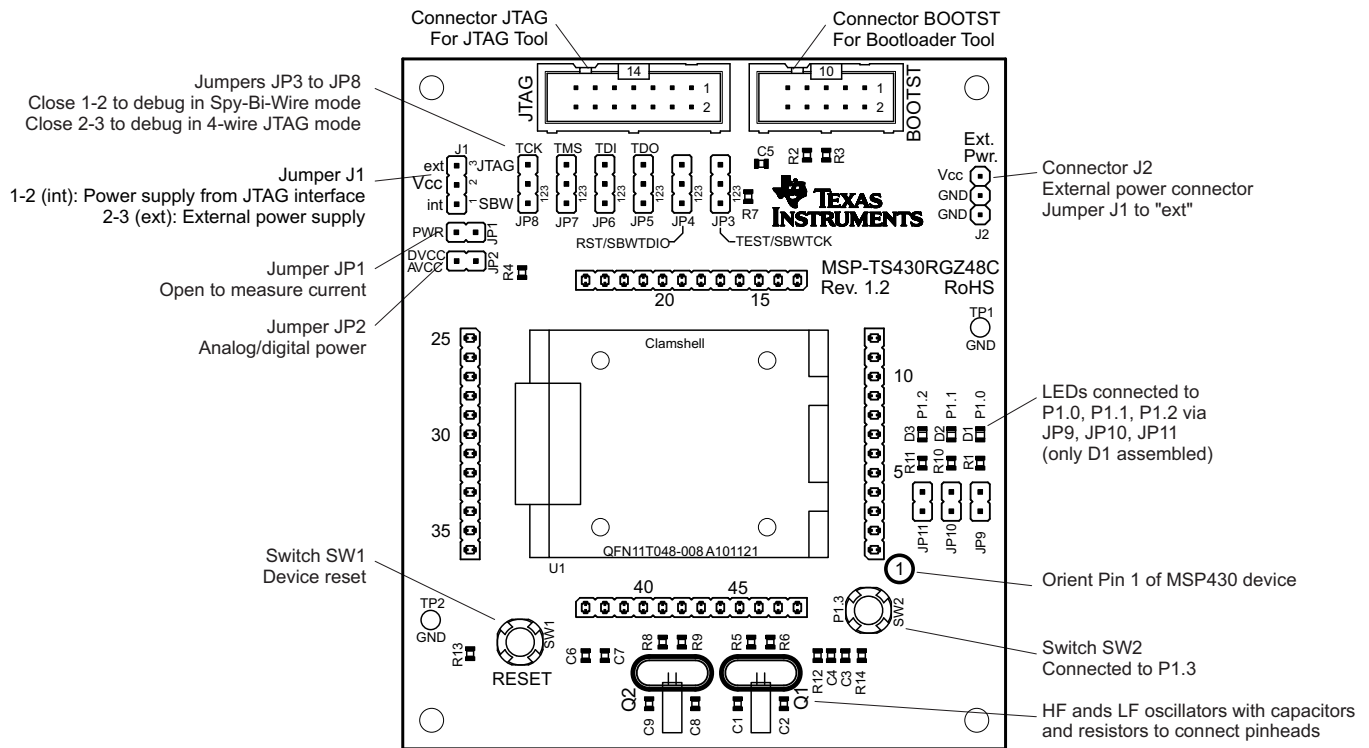 Connector JTAG
For JTAG Tool
Connector BOOTST
For Bootloader Tool
Jumpers JP3 to JP8
Close 1-2 to debug in Spy-Bi-Wire mode
Close 2-3 to debug in 4-wire JTAG mode
Jumper J1
1-2 (int): Power supply from JTAG interface
2-3 (ext): External power supply
Jumper JP1
Open to measure current
Jumper JP2
Analog/digital power
Switch SW1
Device reset
JTAG
14
1
2
10
1
2
BOOTST
J1
ext
3
JTAG
Vcc
2
int
1
SBW
TCK
TMS
TDI
TDO
123
123
123
123
123
123
JP8
JP7
JP6
JP5
JP4
JP3
C5
R2
R3
R7
TEXAS
INSTRUMENTS
Ext.
Pwr.
Vcc
GND
GND
J2
PWR
JP1
DVCC
AVCC
JP2
R4
RST/SBWTDIO
TEST/SBWTCK
MSP-TS430RGZ48C
Rev. 1.2
RoHS
20
15
TP1
GND
25
30
35
Clamshell
10
5
QFN11T048-008 A101121
U1
P1.2
P1.1
P1.0
D3
D2
D1
R11
R10
R1
JP11
JP10
JP9
1
40
45
TP2
GND
R13
SW1
RESET
P1.3
SW2
C6
C7
R8
R9
R5
R6
R12
C4
C3
R14
Q2
Q1
C9
C8
C1
C2
Connector J2
External power connector
Jumper J1 to "ext"
LEDs connected to
P1.0, P1.1, P1.2 via
JP9, JP10, JP11
(only D1 assembled)
Orient Pin 1 of MSP430 device
Switch SW2
Connected to P1.3
HF ands LF oscillators with capacitors
and resistors to connect pinheads